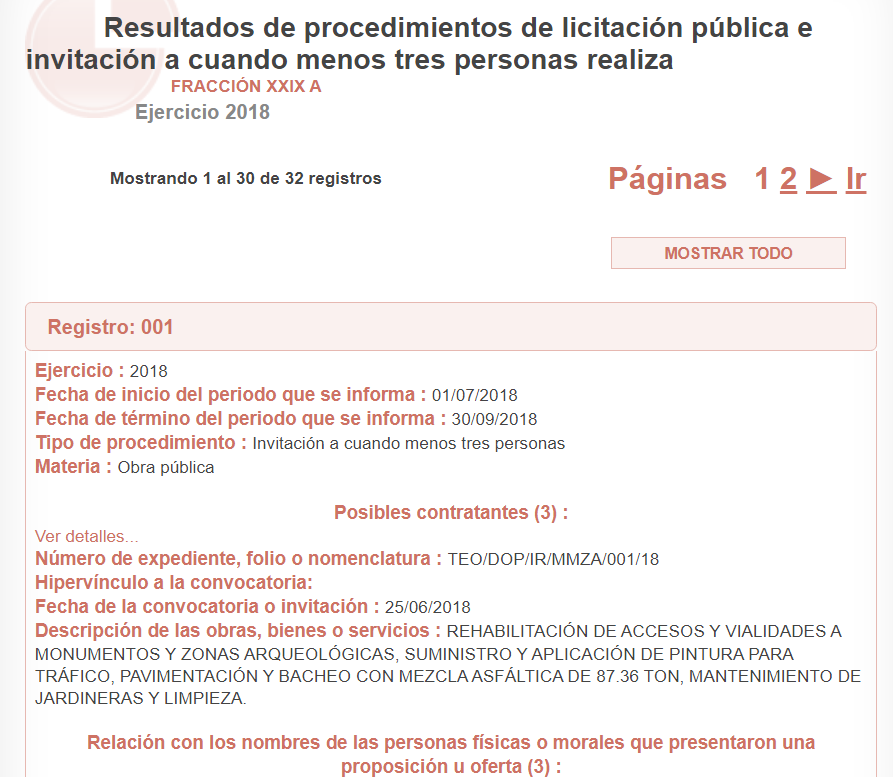 Resultados de procedimientos de licitación pública e
invitación a cuando menos tres personas realiza
FRACCIÓN XXIX A
Ejercicio 2018
Mostrando 1 al 30 de 32 registros
Páginas 1 2 ► Ir
MOSTRAR TODO
Registro: 001
Ejercicio : 2018
Fecha de inicio del periodo que se informa : 01/07/2018
Fecha de término del periodo que se informa : 30/09/2018
Tipo de procedimiento : Invitación a cuando menos tres personas
Materia : Obra pública
Posibles contratantes (3) :
Ver detalles...
Número de expediente, folio o nomenclatura : TEO/DOP/IR/MMZA/001/18
Hipervínculo a la convocatoria:
Fecha de la convocatoria o invitación : 25/06/2018
Descripción de las obras, bienes o servicios : REHABILITACIÓN DE ACCESOS Y VIALIDADES A
MONUMENTOS Y ZONAS ARQUEOLÓGICAS, SUMINISTRO Y APLICACIÓN DE PINTURA PARA
TRÁFICO, PAVIMENTACIÓN Y BACHEO CON MEZCLA ASFÁLTICA DE 87.36 TON, MANTENIMIENTO DE
JARDINERAS Y LIMPIEZA.
Relación con los nombres de las personas físicas o morales que presentaron una
proposición u oferta (3) :